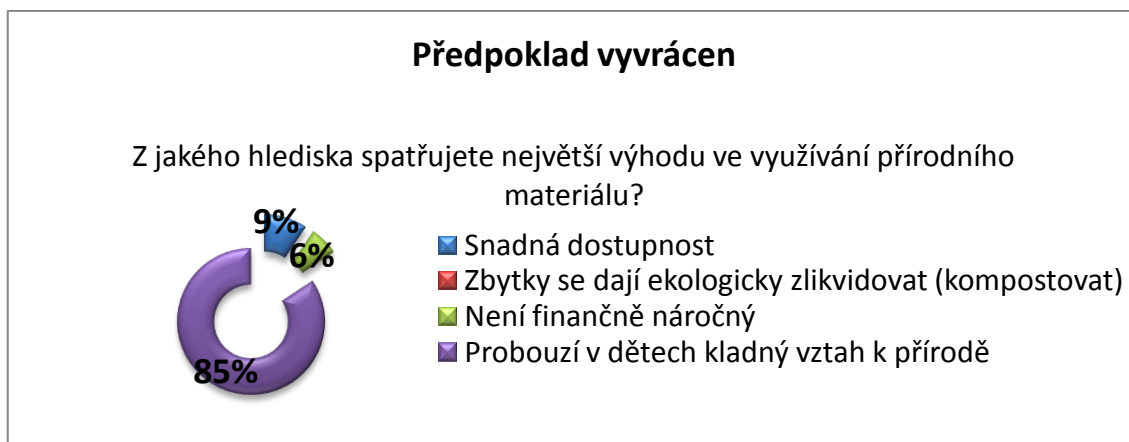 Předpoklad vyvrácen
Z jakého hlediska spatřujete největší výhodu ve využívání přírodního
materiálu?
9%
6%
85%
Snadná dostupnost
Zbytky se dají ekologicky zlikvidovat (kompostovat)
Není finančně náročný
Probouzí v dětech kladný vztah k přírodě